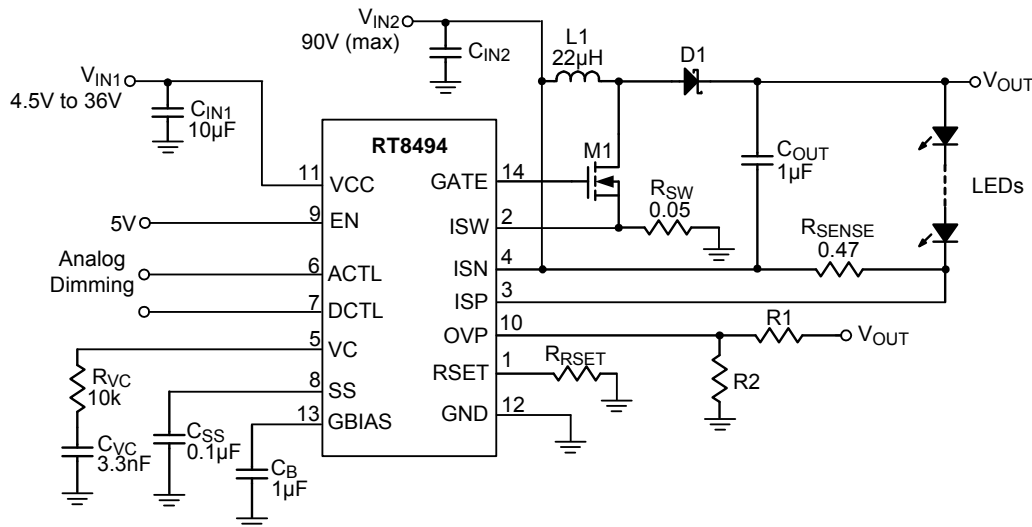 VIN2
90V (max)
CIN2
L1
22µH
D1
VOUT
VIN1
4.5V to 36V
CIN1
10µF
RT8494
M1
COUT
1µF
LEDs
11
VCC
GATE
14
RSW
0.05
5V
9
EN
ISW
2
RSENSE
0.47
Analog
Dimming
6
ACTL
ISN
4
7
DCTL
ISP
3
5
VC
OVP
10
R1
VOUT
RVC
10k
8
SS
RSET
1
RRSET
R2
13
GBIAS
GND
12
CVC
3.3nF
CSS
0.1µF
CB
1µF